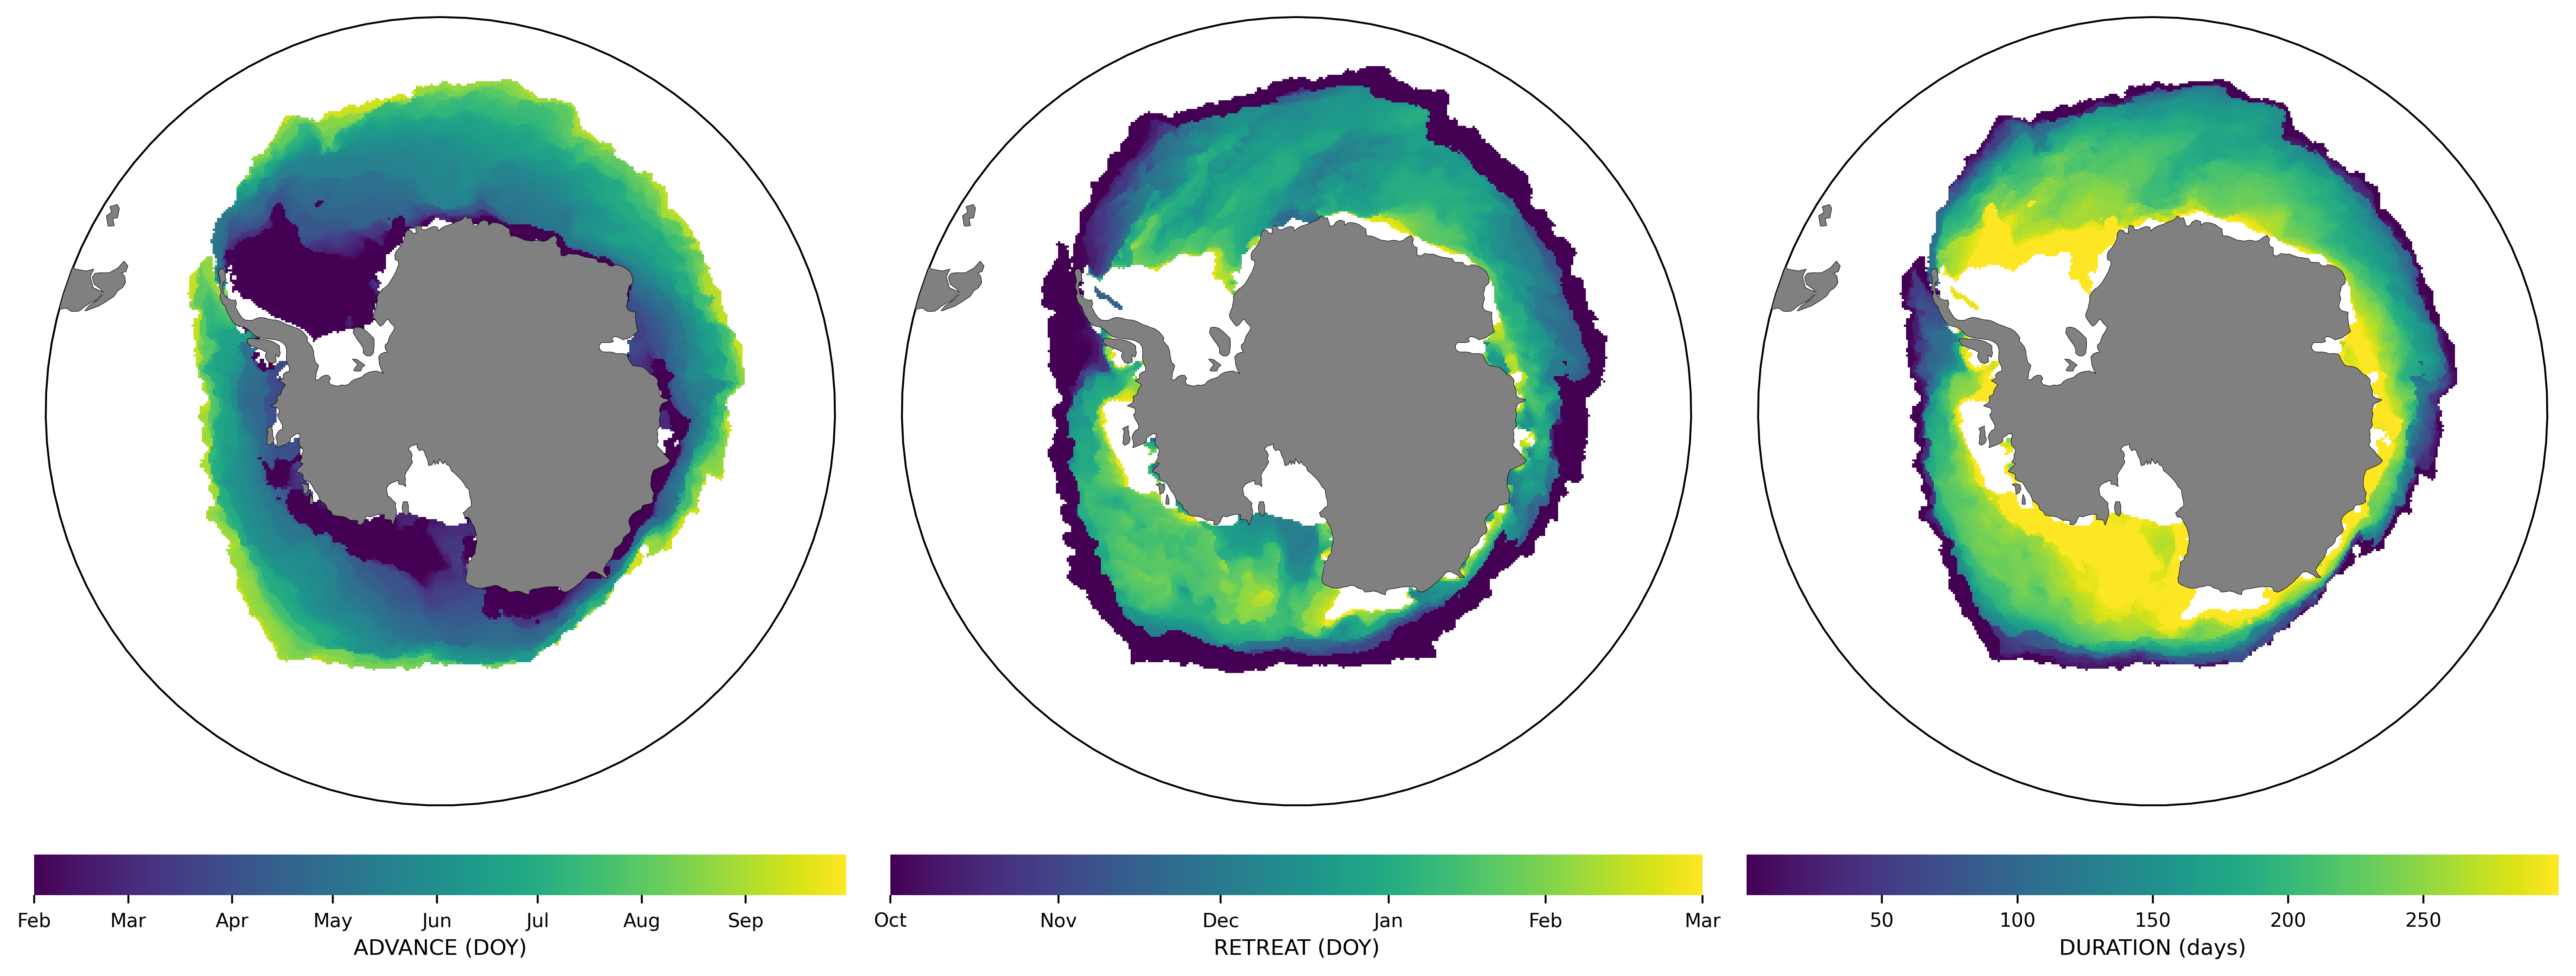 Feb Mar Apr May Jun Jul Aug Sep
ADVANCE (DOY)
Oct Nov Dec Jan Feb Mar
RETREAT (DOY)
50 100 150 200 250
DURATION (days)